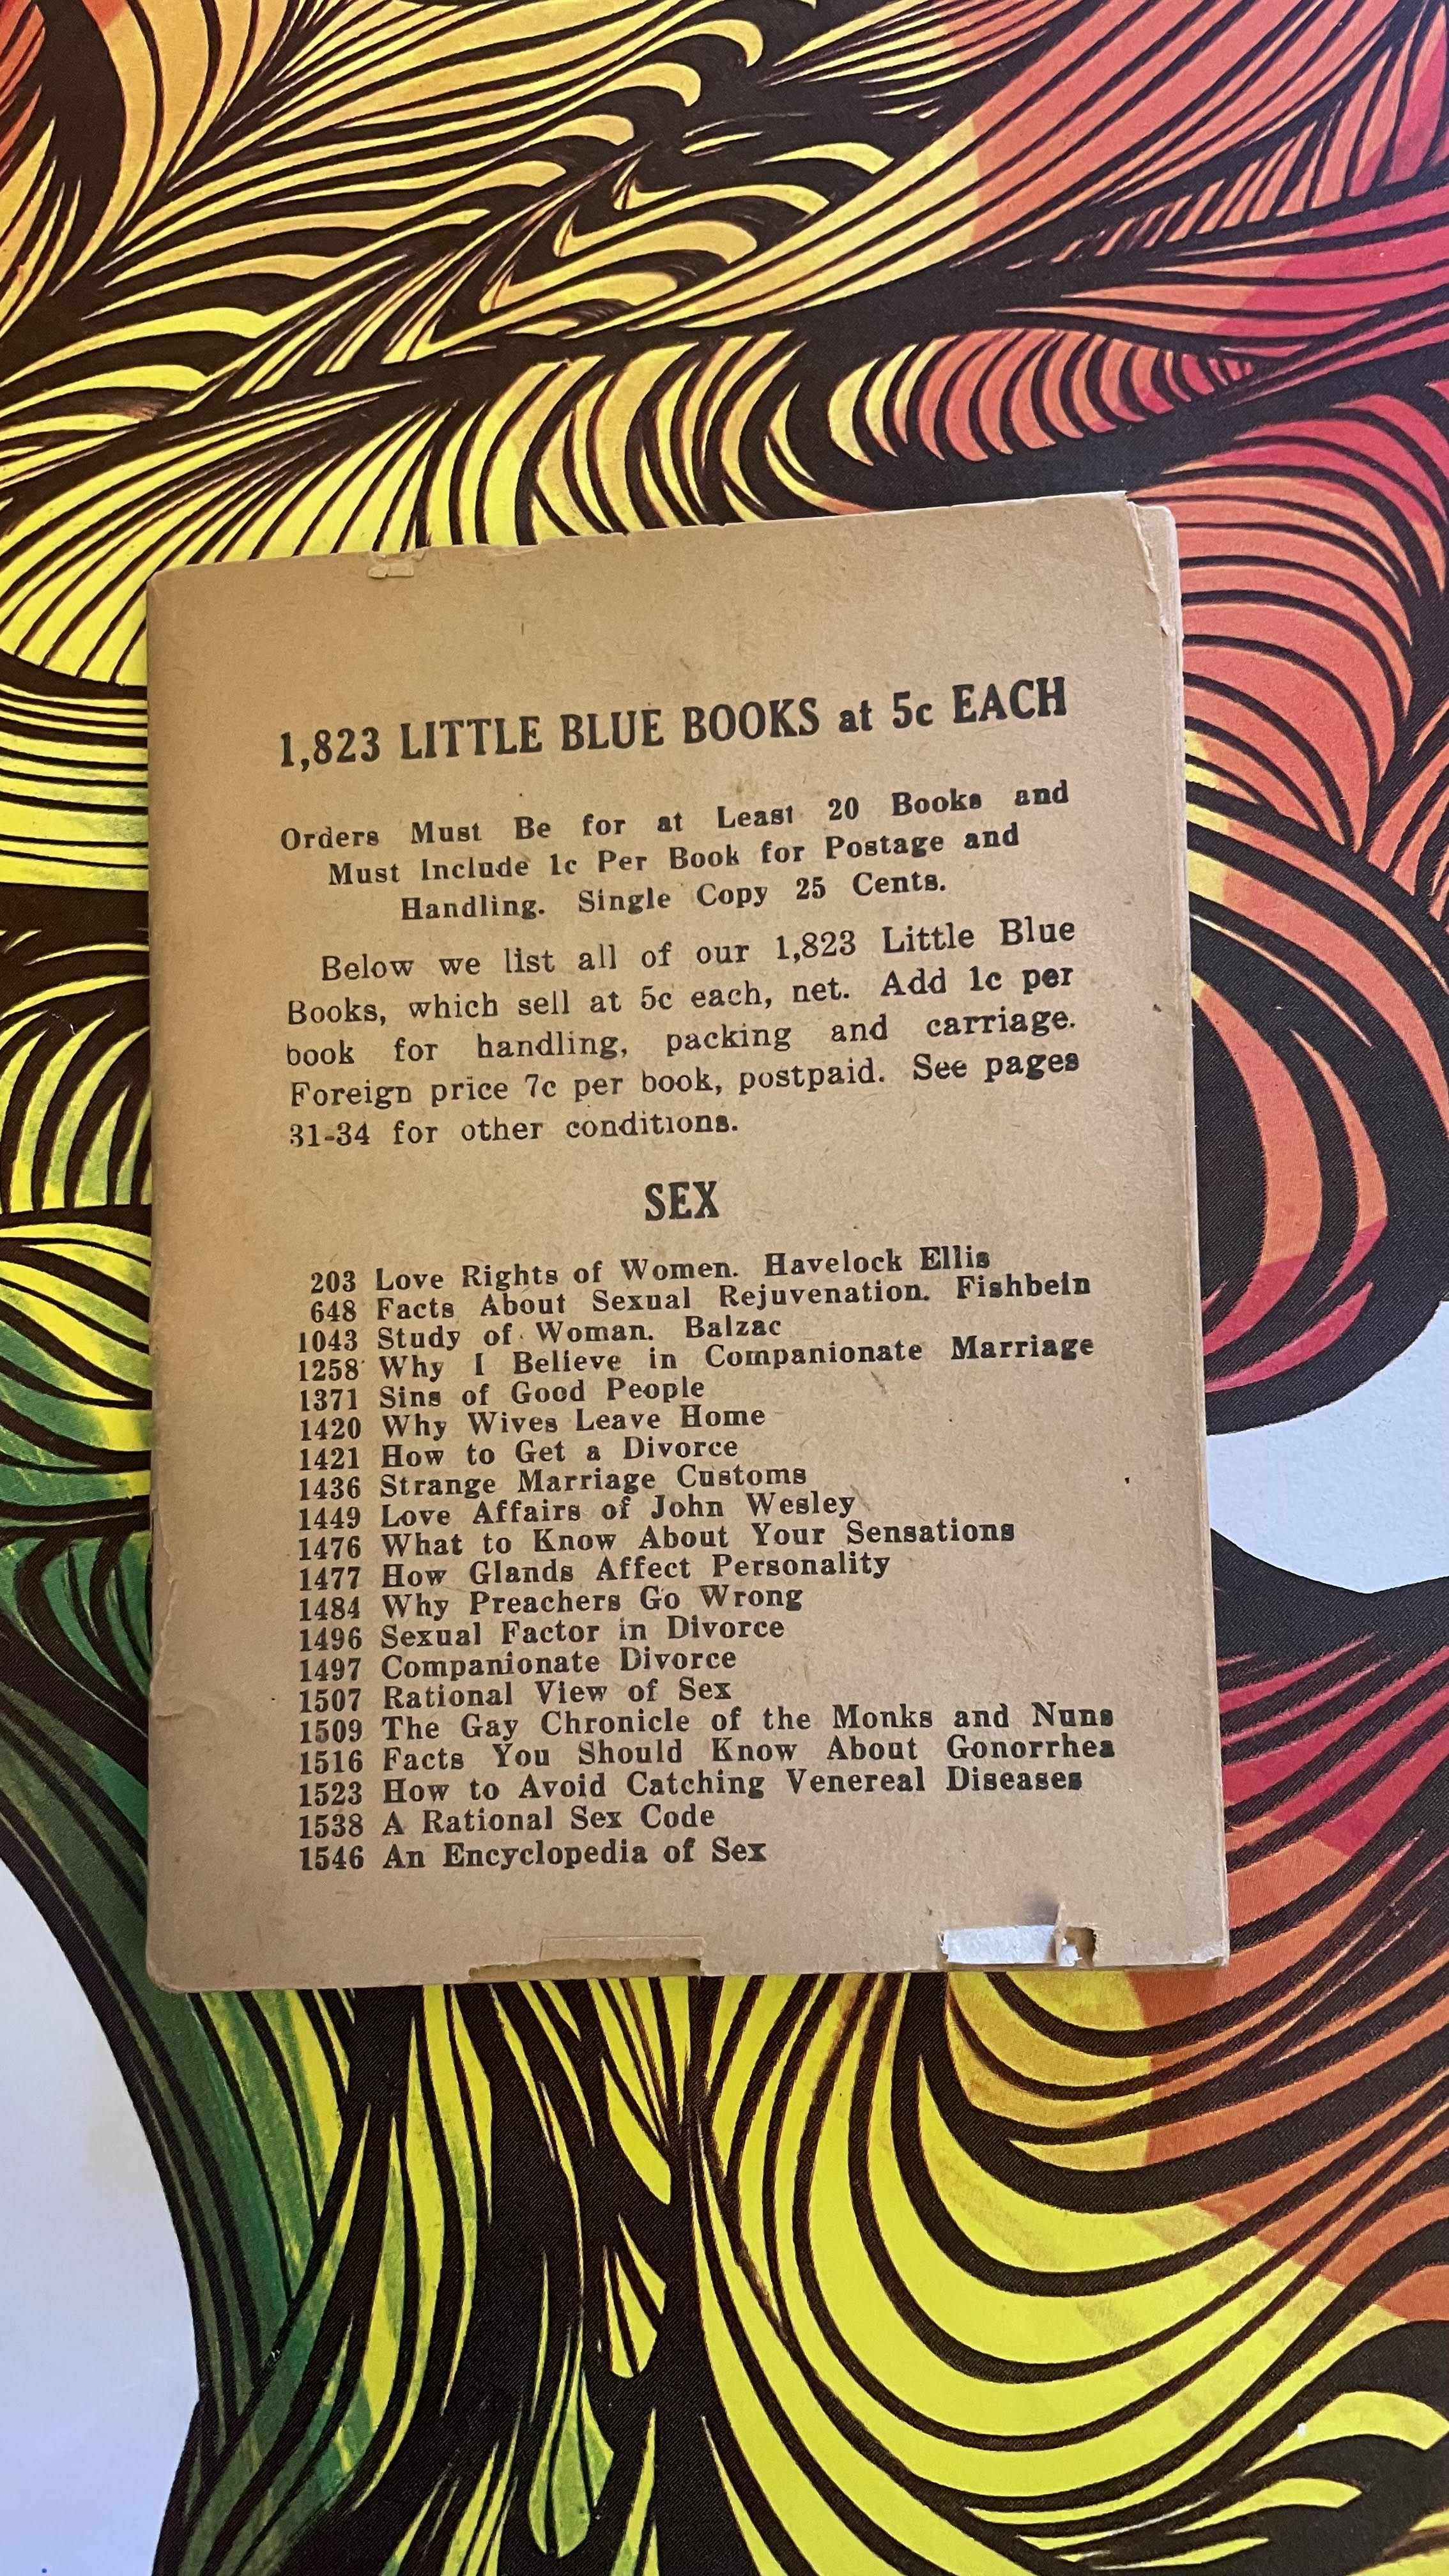 1,823 LITTLE BLUE BOOKS at 5c EACH
Orders Must Be for at Least 20 Books and
Must Include 1c Per Book for Postage and
Handling. Single Copy 25 Cents.
Below we list all of our 1,823 Little Blue
Books, which sell at 5c each, net. Add 1c per
book for handling, packing and carriage.
Foreign price 7c per book, postpaid. See pages
31-34 for other conditions.
SEX
203 Love Rights of Women. Havelock Ellis
648 Facts About Sexual Rejuvenation. Fishbein
1043 Study of Woman. Balzac
1258 Why I Believe in Companionate Marriage
1371 Sins of Good People
1420 Why Wives Leave Home
1421 How to Get a Divorce
1436 Strange Marriage Customs
1449 Love Affairs of John Wesley
1476 What to Know About Your Sensations
1477 How Glands Affect Personality
1484 Why Preachers Go Wrong
1496 Sexual Factor in Divorce
1497 Companionate Divorce
1507 Rational View of Sex
1509 The Gay Chronicle of the Monks and Nuns
1516 Facts You Should Know About Gonorrhea
1523 How to Avoid Catching Venereal Diseases
1538 A Rational Sex Code
1546 An Encyclopedia of Sex